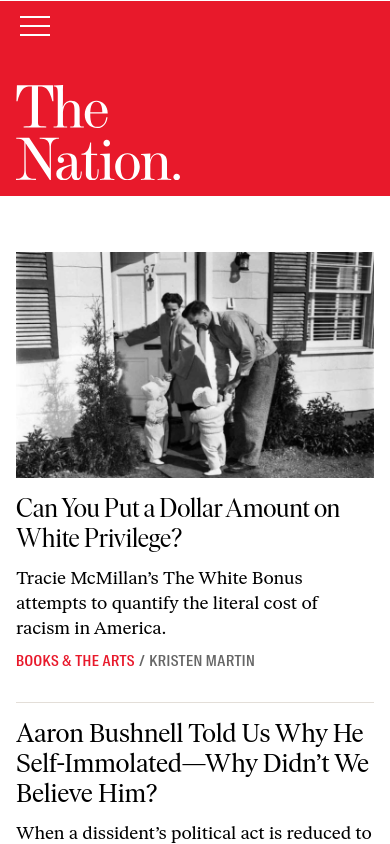 The
Nation.
37
Can You Put a Dollar Amount on
White Privilege?
Tracie McMillan’s The White Bonus
attempts to quantify the literal cost of
racism in America.
BOOKS & THE ARTS / KRISTEN MARTIN
Aaron Bushnell Told Us Why He
Self-Immolated—Why Didn’t We
Believe Him?
When a dissident’s political act is reduced to